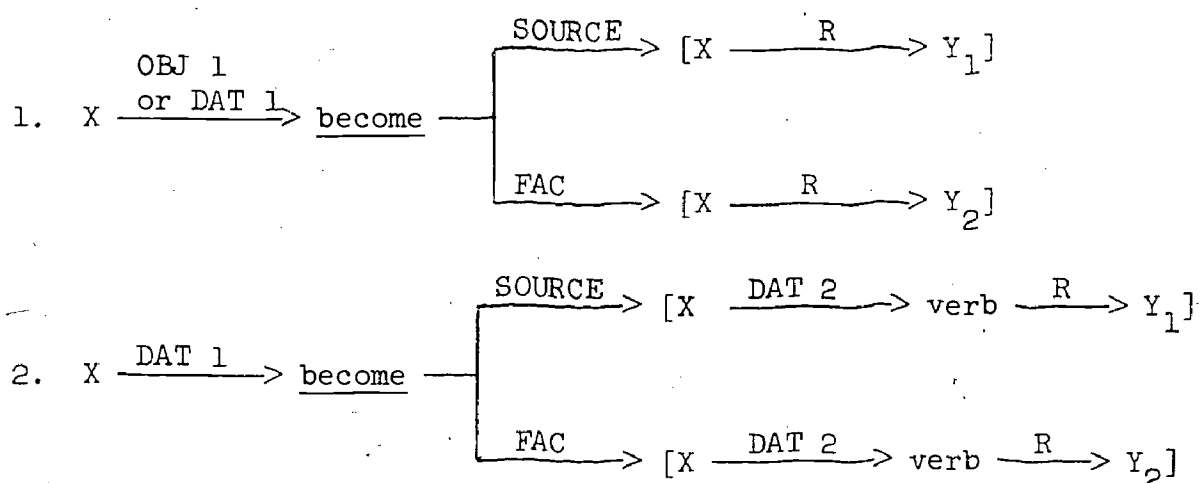 SOURCE [X R Y₁]
OBJ 1
or DAT 1
1. X become
FAC [X R Y₂]
SOURCE [X DAT 2 verb R Y₁]
2. X DAT 1 become
FAC [X DAT 2 verb R Y₂]